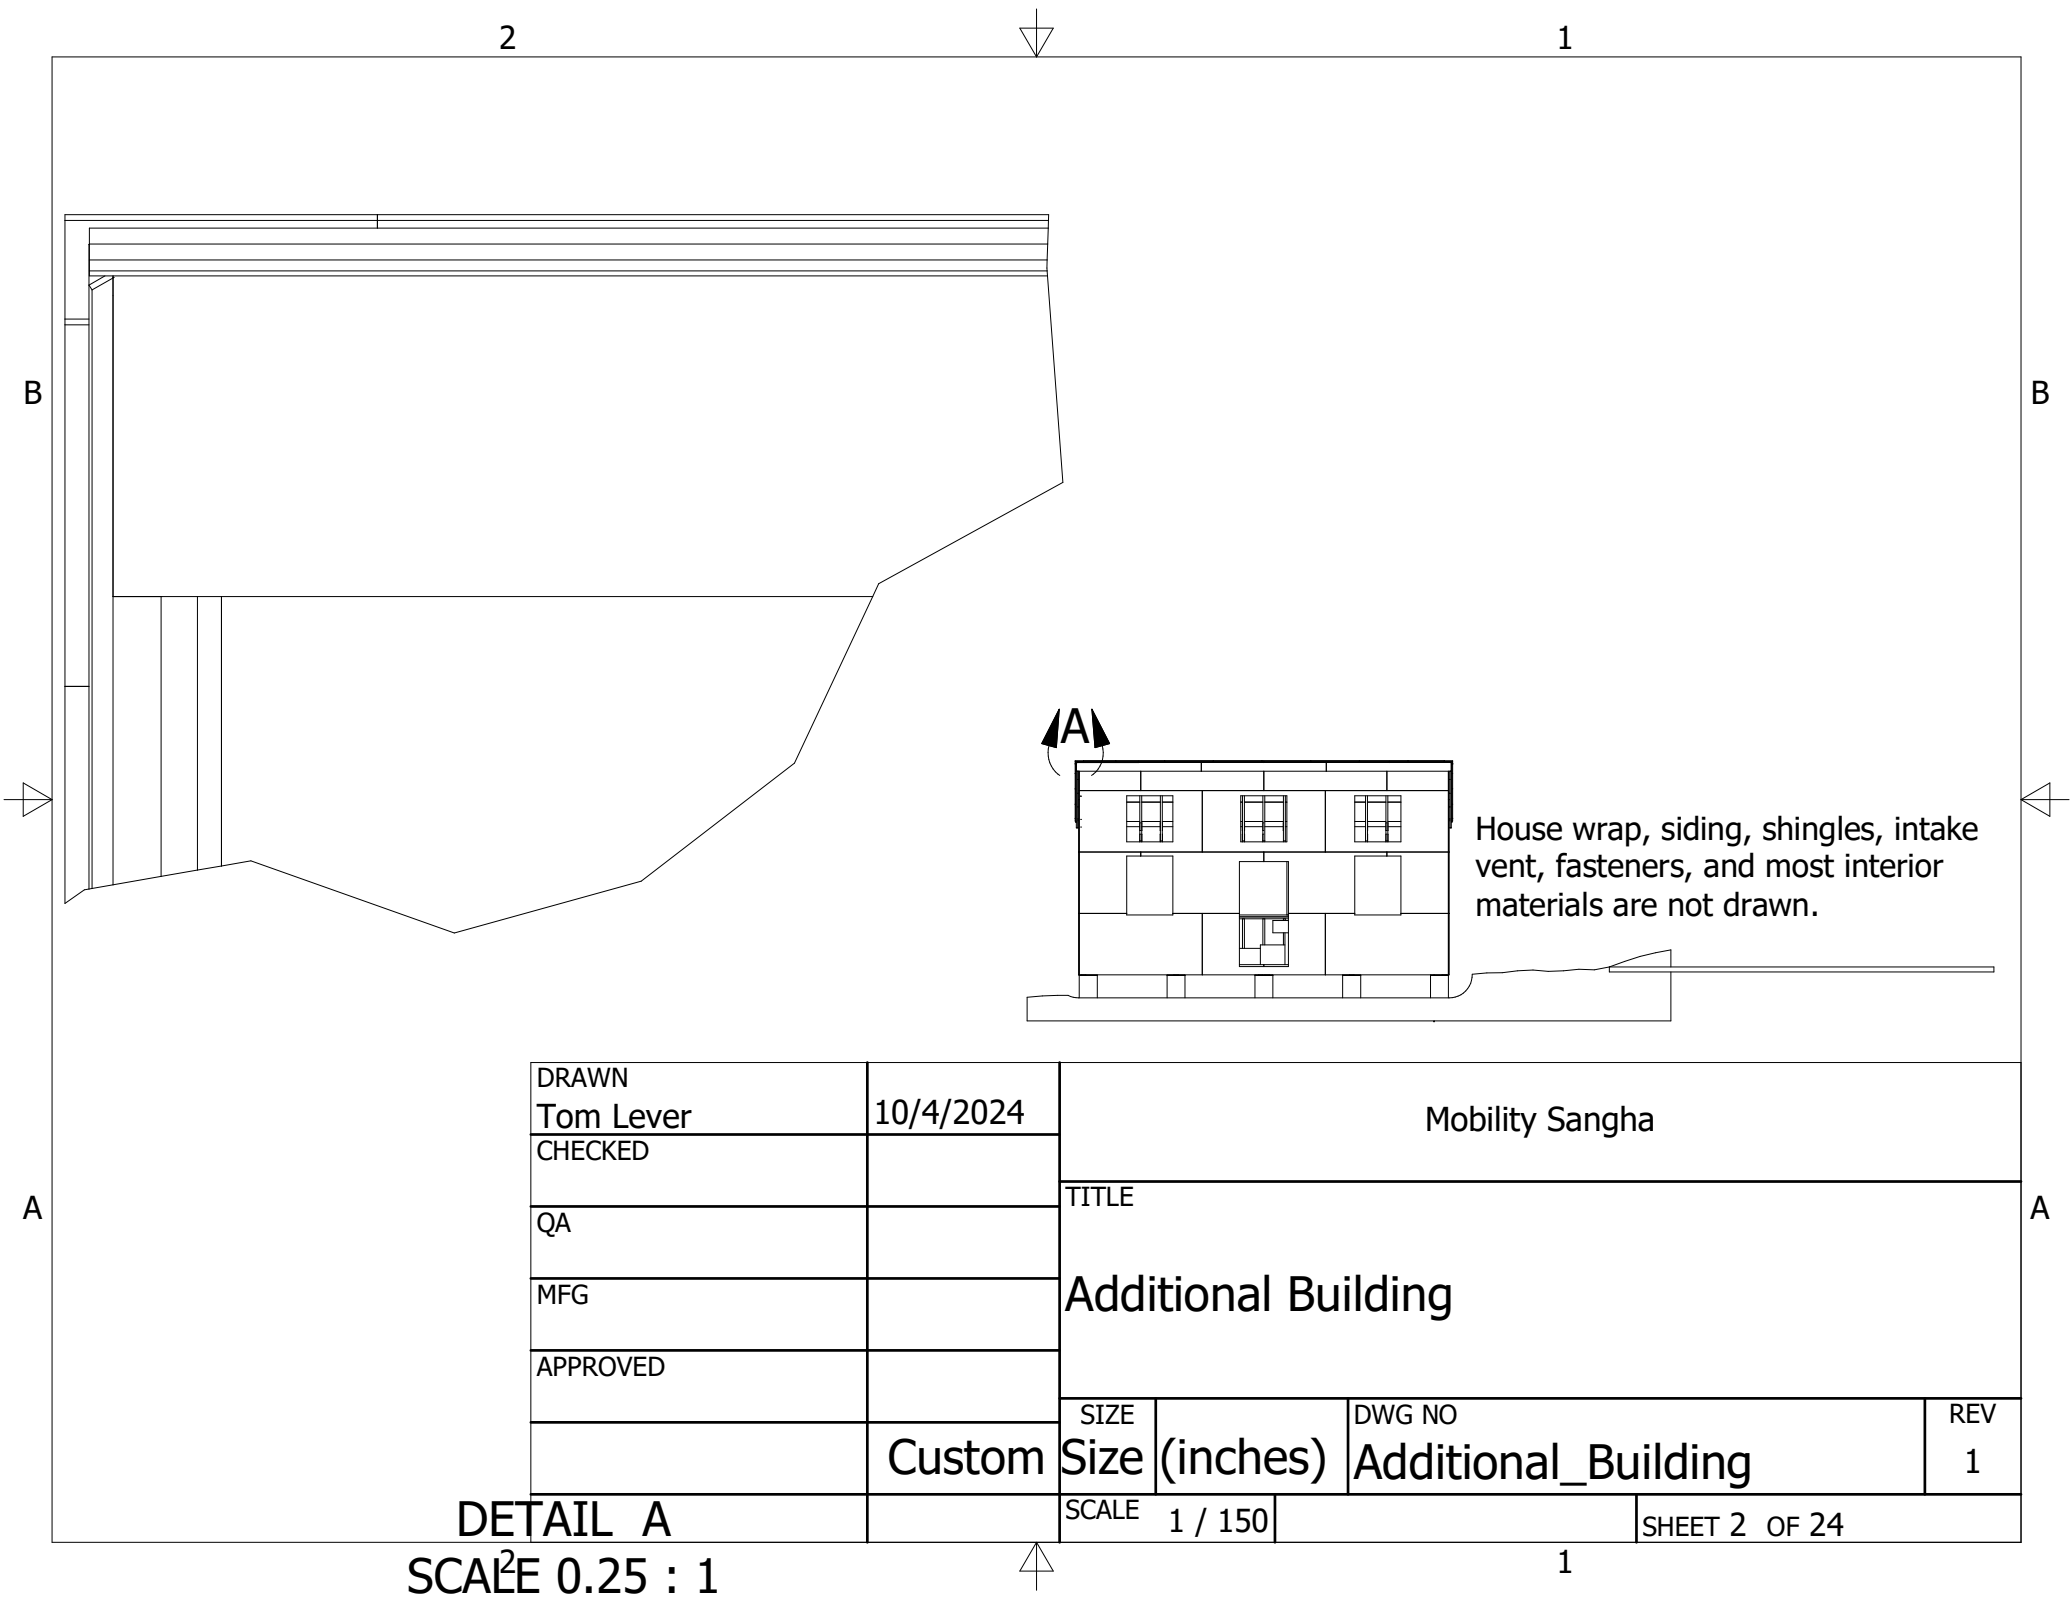 2
1
B
B
A
House wrap, siding, shingles, intake
vent, fasteners, and most interior
materials are not drawn.
DRAWN
Tom Lever
10/4/2024
Mobility Sangha
CHECKED
TITLE
A
A
QA
Additional Building
MFG
APPROVED
SIZE
DWG NO
REV
Custom Size (inches)
Additional_Building
1
DETAIL A
SCALE 1 / 150
SHEET 2 OF 24
2
1
SCALE 0.25 : 1